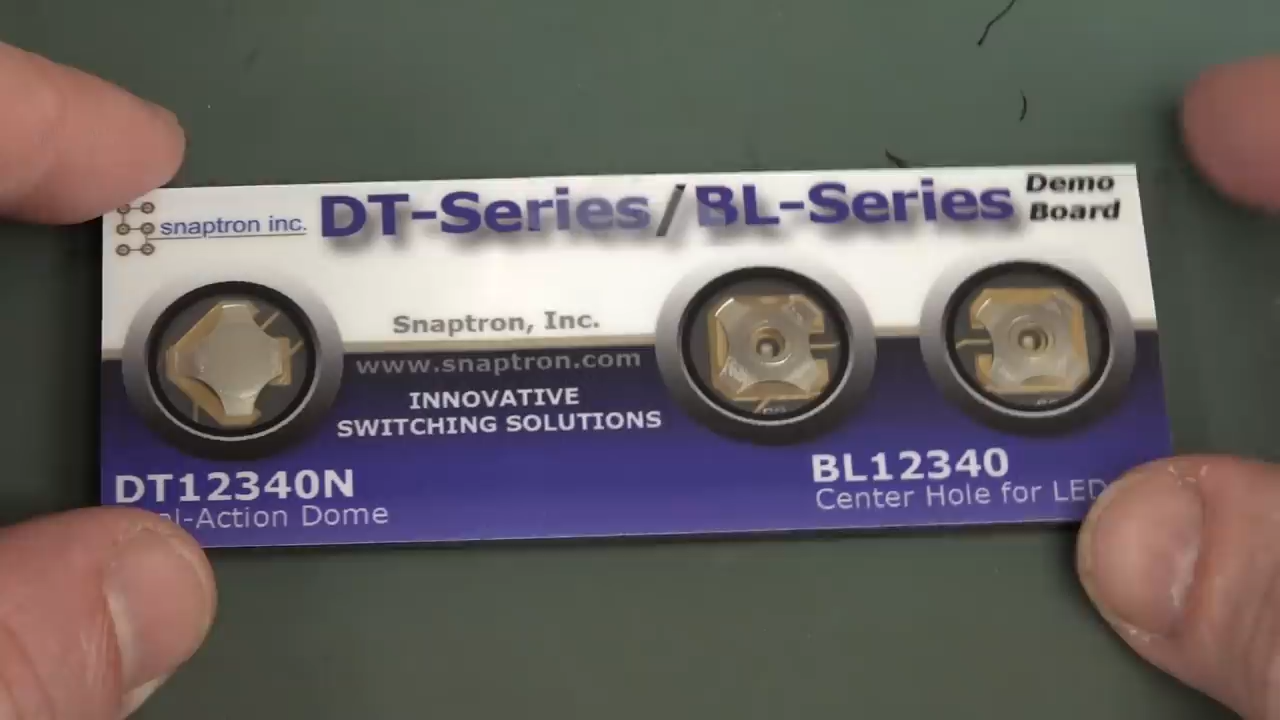 snaptron inc.
DT-Series/BL-Series
Demo
Board
Snaptron, Inc.
www.snaptron.com
INNOVATIVE
SWITCHING SOLUTIONS
DT12340N
-Action Dome
BL12340
Center Hole for LED